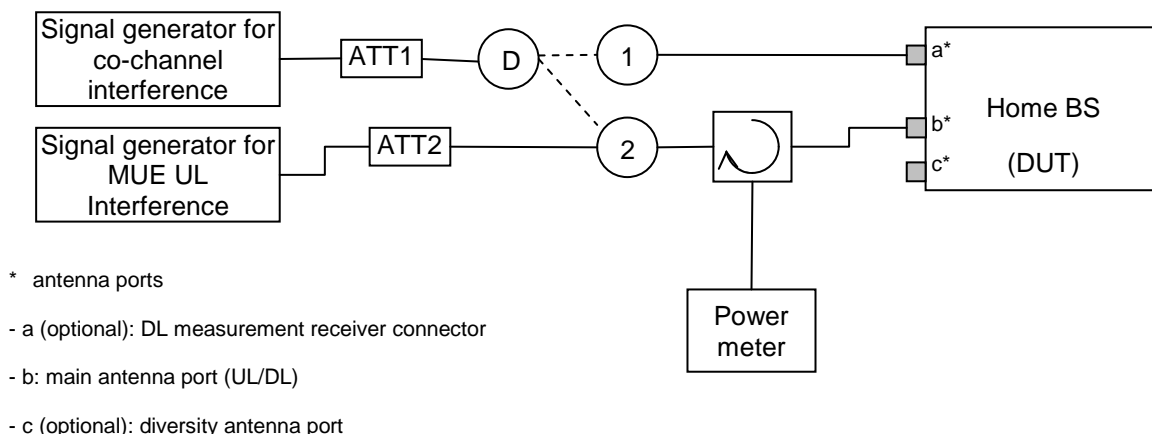 Signal generator for
co-channel
interference
ATT1
D
1
a*
Home BS
(DUT)
Signal generator for
MUE UL
Interference
ATT2
2
b*
c*
Power
meter
* antenna ports
- a (optional): DL measurement receiver connector
- b: main antenna port (UL/DL)
- c (optional): diversity antenna port